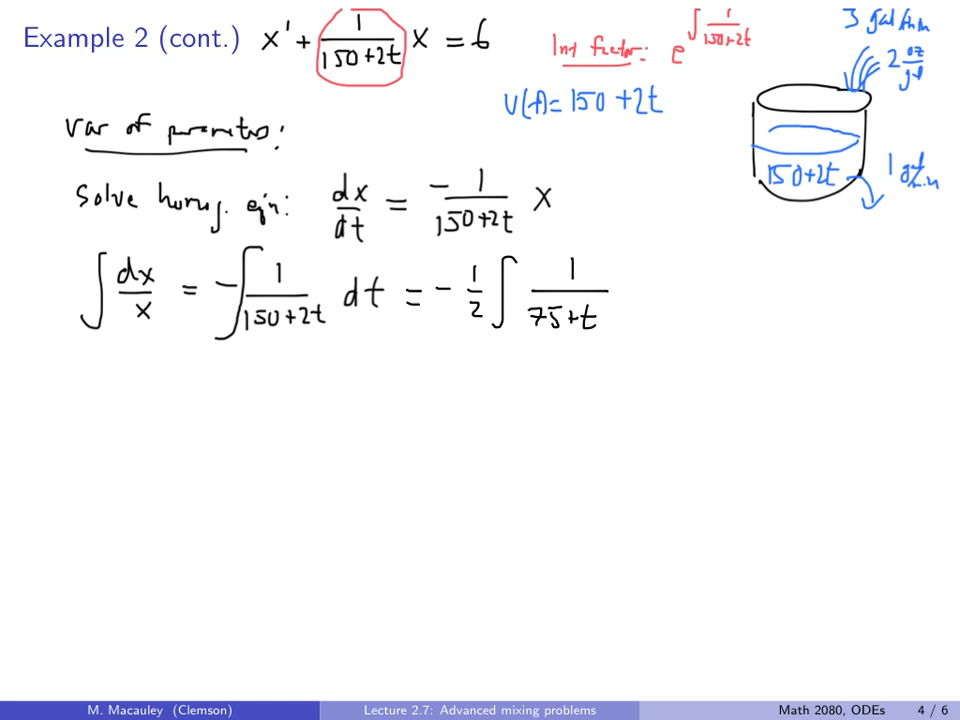 Example 2 (cont.) x' + 1/(150+2t) x = 6
Int factor: e^∫ 1/(150+2t)
V(t) = 150 + 2t
3 gal/min
2 oz/gal
150+2t
1 gal/min
Var of
Solve homog. eqn: dx/dt = - 1/(150+2t) x
∫ dx/x = - ∫ 1/(150+2t) dt = - 1/2 ∫ 1/(75+t)
M. Macauley (Clemson) Lecture 2.7: Advanced mixing problems Math 2080, ODEs 4 / 6